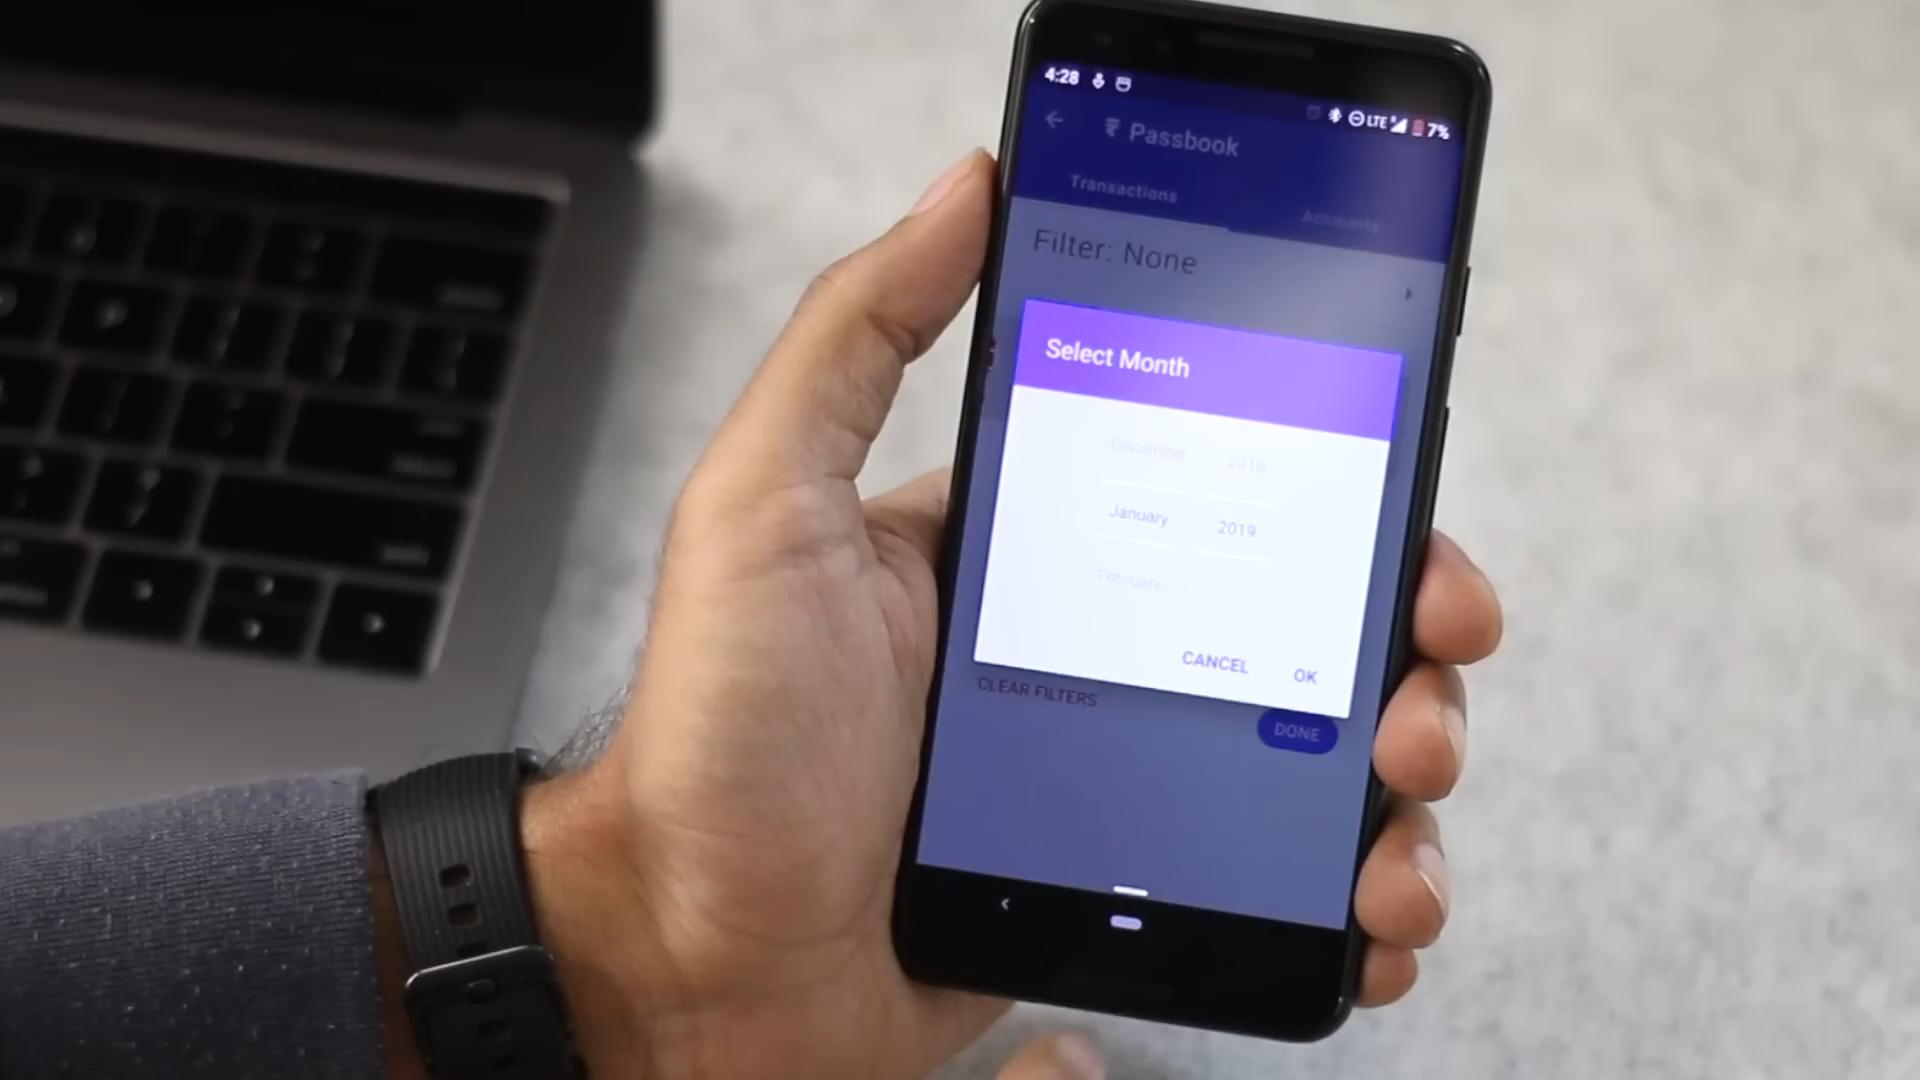 4:28 LTE 7%
₹ Passbook
Transactions Accounts
Filter: None
Select Month
December 2018
January 2019
February
CANCEL OK
CLEAR FILTERS
DONE